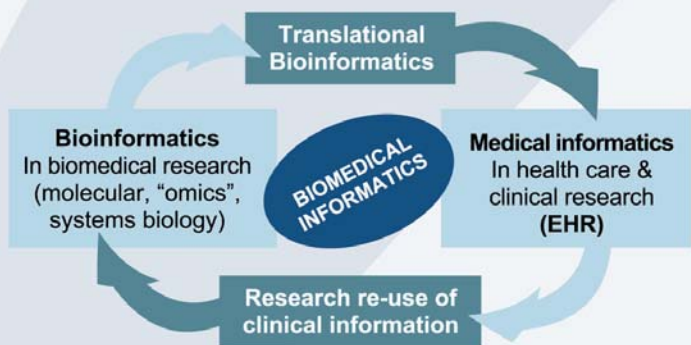 Translational
Bioinformatics
Bioinformatics
In biomedical research
(molecular, “omics”,
systems biology)
BIOMEDICAL
INFORMATICS
Medical informatics
In health care &
clinical research
(EHR)
Research re-use of
clinical information